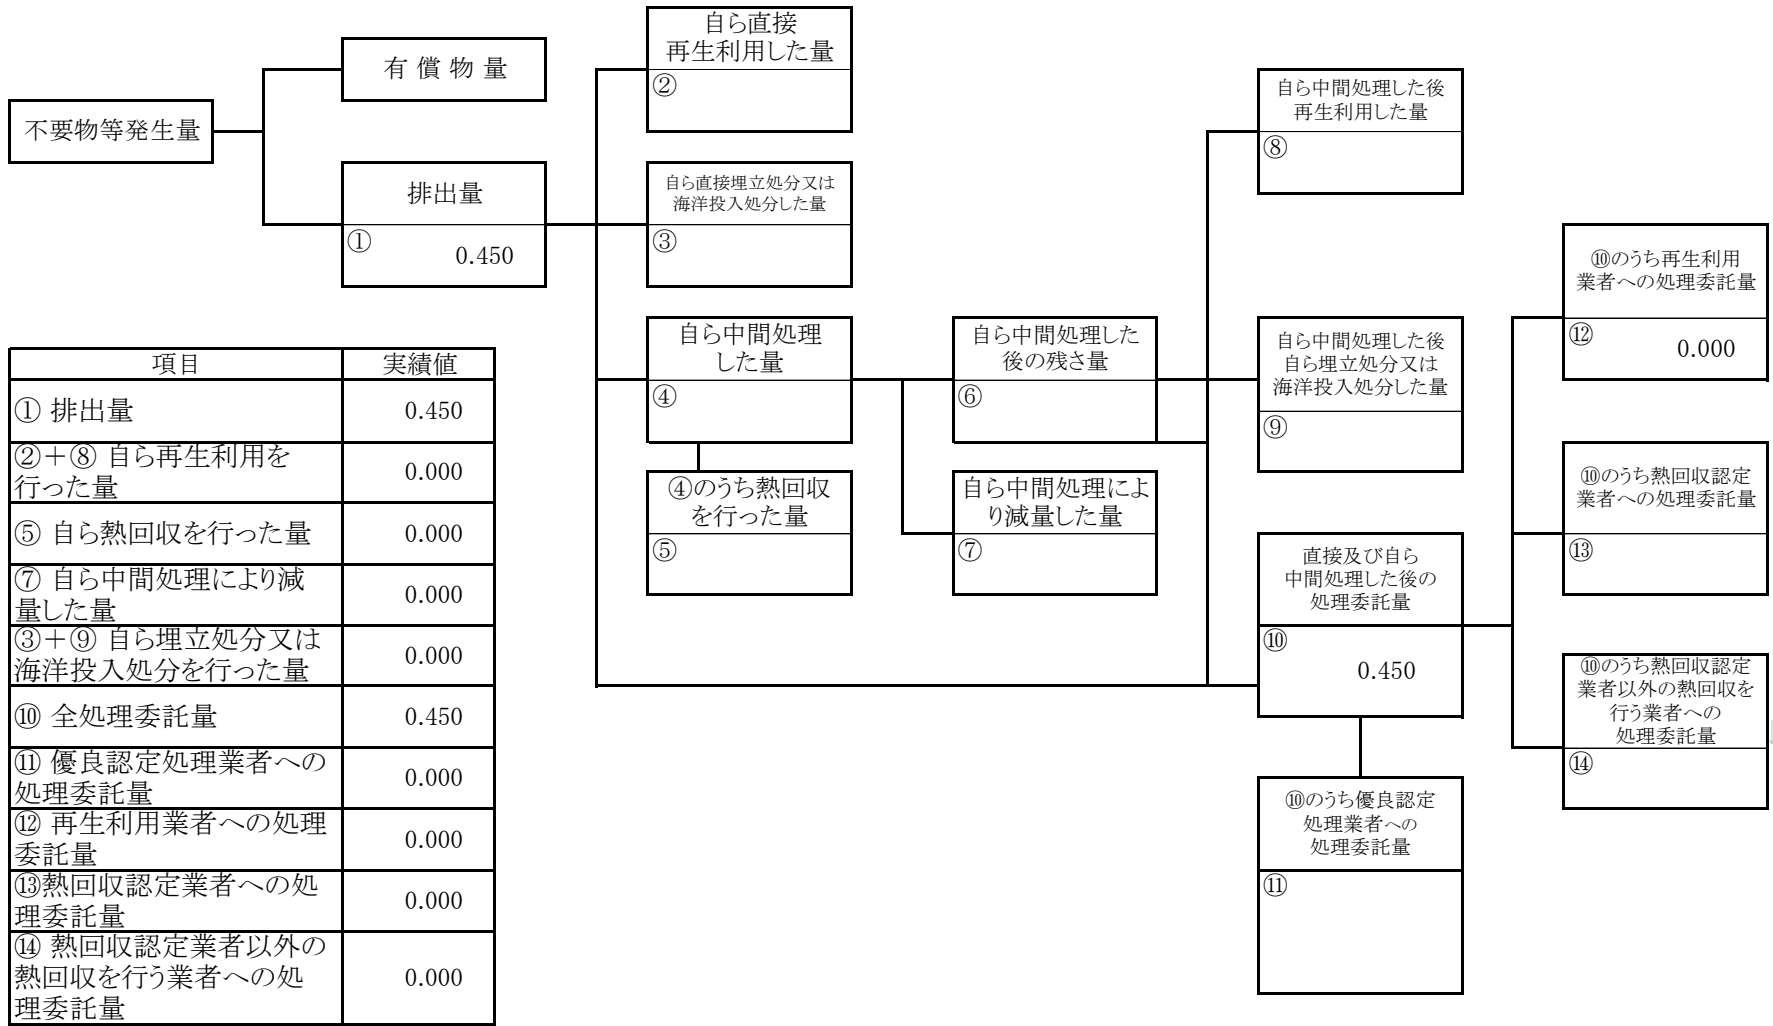 不要物等発生量
有償物量
排出量
①
0.450
自ら直接
再生利用した量
②
自ら直接埋立処分又は
海洋投入処分した量
③
自ら中間処理
した量
④
④のうち熱回収
を行った量
⑤
自ら中間処理した
後の残さ量
⑥
自ら中間処理によ
り減量した量
⑦
自ら中間処理した後
再生利用した量
⑧
自ら中間処理した後
自ら埋立処分又は
海洋投入処分した量
⑨
直接及び自ら
中間処理した後の
処理委託量
⑩
0.450
⑩のうち優良認定
処理業者への
処理委託量
⑪
⑩のうち再生利用
業者への処理委託量
⑫
0.000
⑩のうち熱回収認定
業者への処理委託量
⑬
⑩のうち熱回収認定
業者以外の熱回収を
行う業者への
処理委託量
⑭
項目 実績値
① 排出量 0.450
②＋⑧ 自ら再生利用を
行った量 0.000
⑤ 自ら熱回収を行った量 0.000
⑦ 自ら中間処理により減
量した量 0.000
③＋⑨ 自ら埋立処分又は
海洋投入処分を行った量 0.000
⑩ 全処理委託量 0.450
⑪ 優良認定処理業者への
処理委託量 0.000
⑫ 再生利用業者への処理
委託量 0.000
⑬熱回収認定業者への処
理委託量 0.000
⑭ 熱回収認定業者以外の
熱回収を行う業者への処
理委託量 0.000